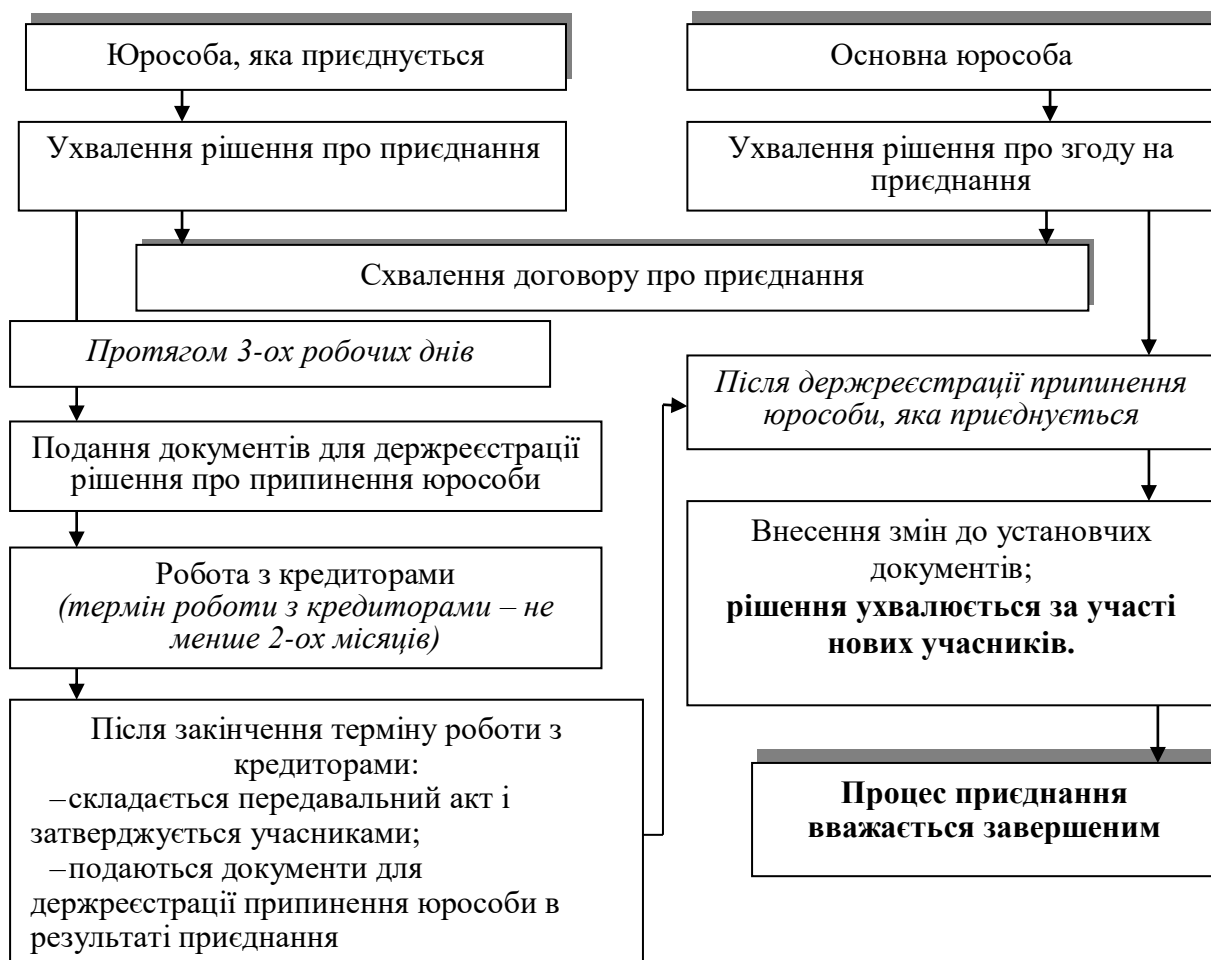 Юрособа, яка приєднується
Основна юрособа
Ухвалення рішення про приєднання
Ухвалення рішення про згоду на
приєднання
Схвалення договору про приєднання
Протягом 3-ох робочих днів
Після держреєстрації припинення
юрособи, яка приєднується
Подання документів для держреєстрації
рішення про припинення юрособи
Внесення змін до установчих
документів;
рішення ухвалюється за участі
нових учасників.
Робота з кредиторами
(термін роботи з кредиторами – не
менше 2-ох місяців)
Після закінчення терміну роботи з
кредиторами:
–складається передавальний акт і
затверджується учасниками;
–подаються документи для
держреєстрації припинення юрособи в
результаті приєднання
Процес приєднання
вважається завершеним